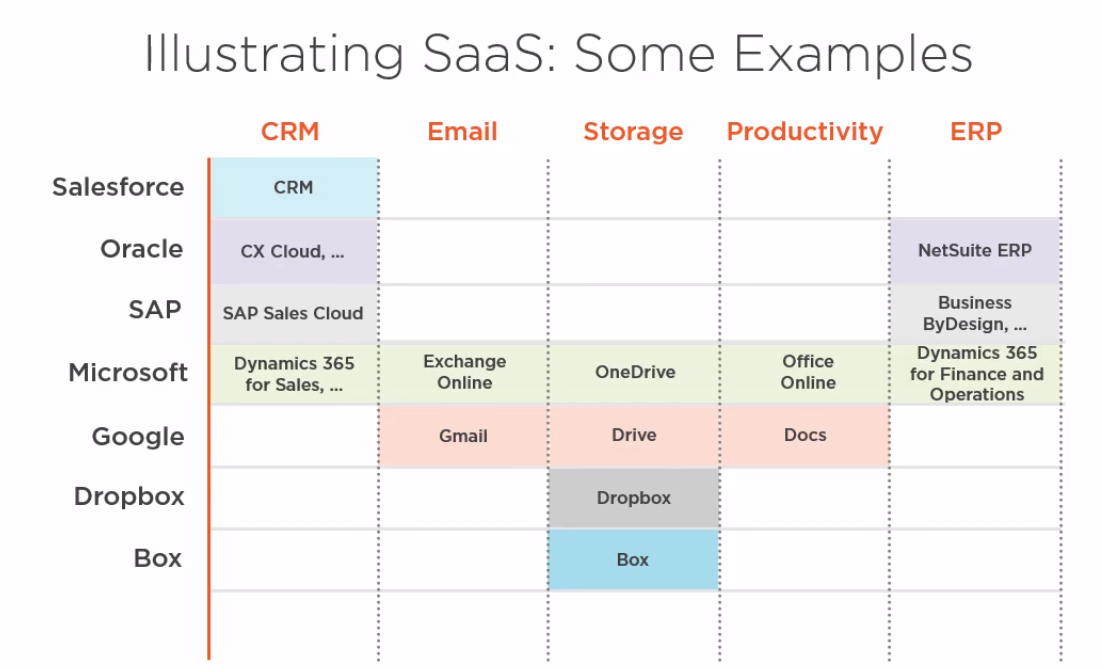 Illustrating SaaS: Some Examples
CRM Email Storage Productivity ERP
Salesforce CRM
Oracle CX Cloud, ... NetSuite ERP
SAP SAP Sales Cloud Business
ByDesign, ...
Microsoft Dynamics 365
for Sales, ... Exchange
Online OneDrive Office
Online Dynamics 365
for Finance and
Operations
Google Gmail Drive Docs
Dropbox Dropbox
Box Box